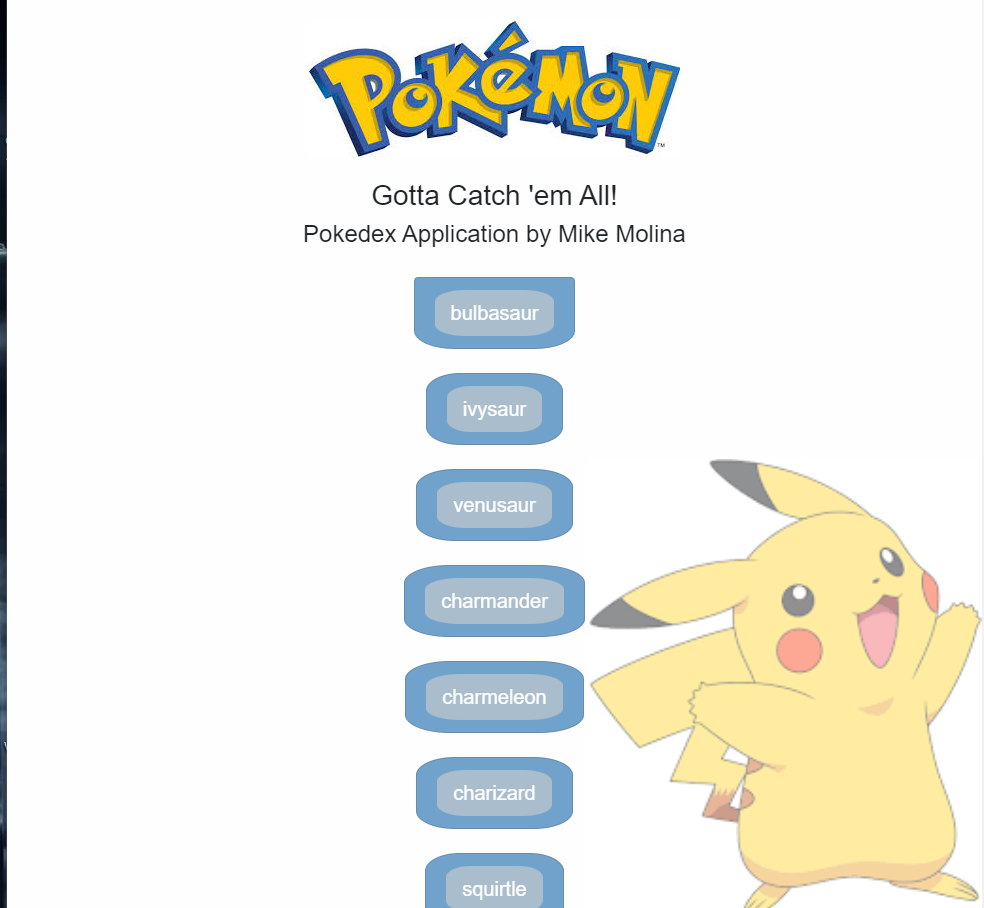 POKéMON
TM
Gotta Catch 'em All!
Pokedex Application by Mike Molina
bulbasaur
ivysaur
venusaur
charmander
charmeleon
charizard
squirtle